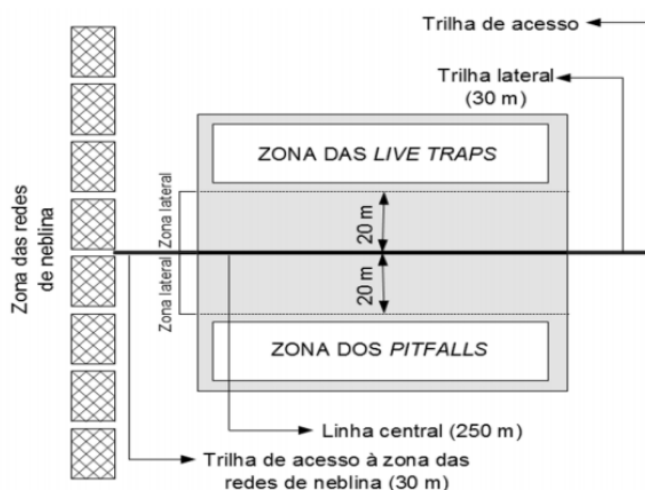 Trilha de acesso
Trilha lateral
(30 m)
ZONA DAS LIVE TRAPS
Zona das redes
de neblina
Zona lateral
20 m
Zona lateral
20 m
ZONA DOS PITFALLS
Linha central (250 m)
Trilha de acesso à zona das
redes de neblina (30 m)